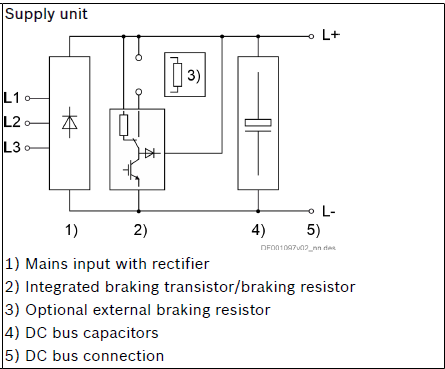 Supply unit
L+
3)
L1
L2
L3
L-
1) 2) 4) 5)
DF001097v02_nn.des
1) Mains input with rectifier
2) Integrated braking transistor/braking resistor
3) Optional external braking resistor
4) DC bus capacitors
5) DC bus connection